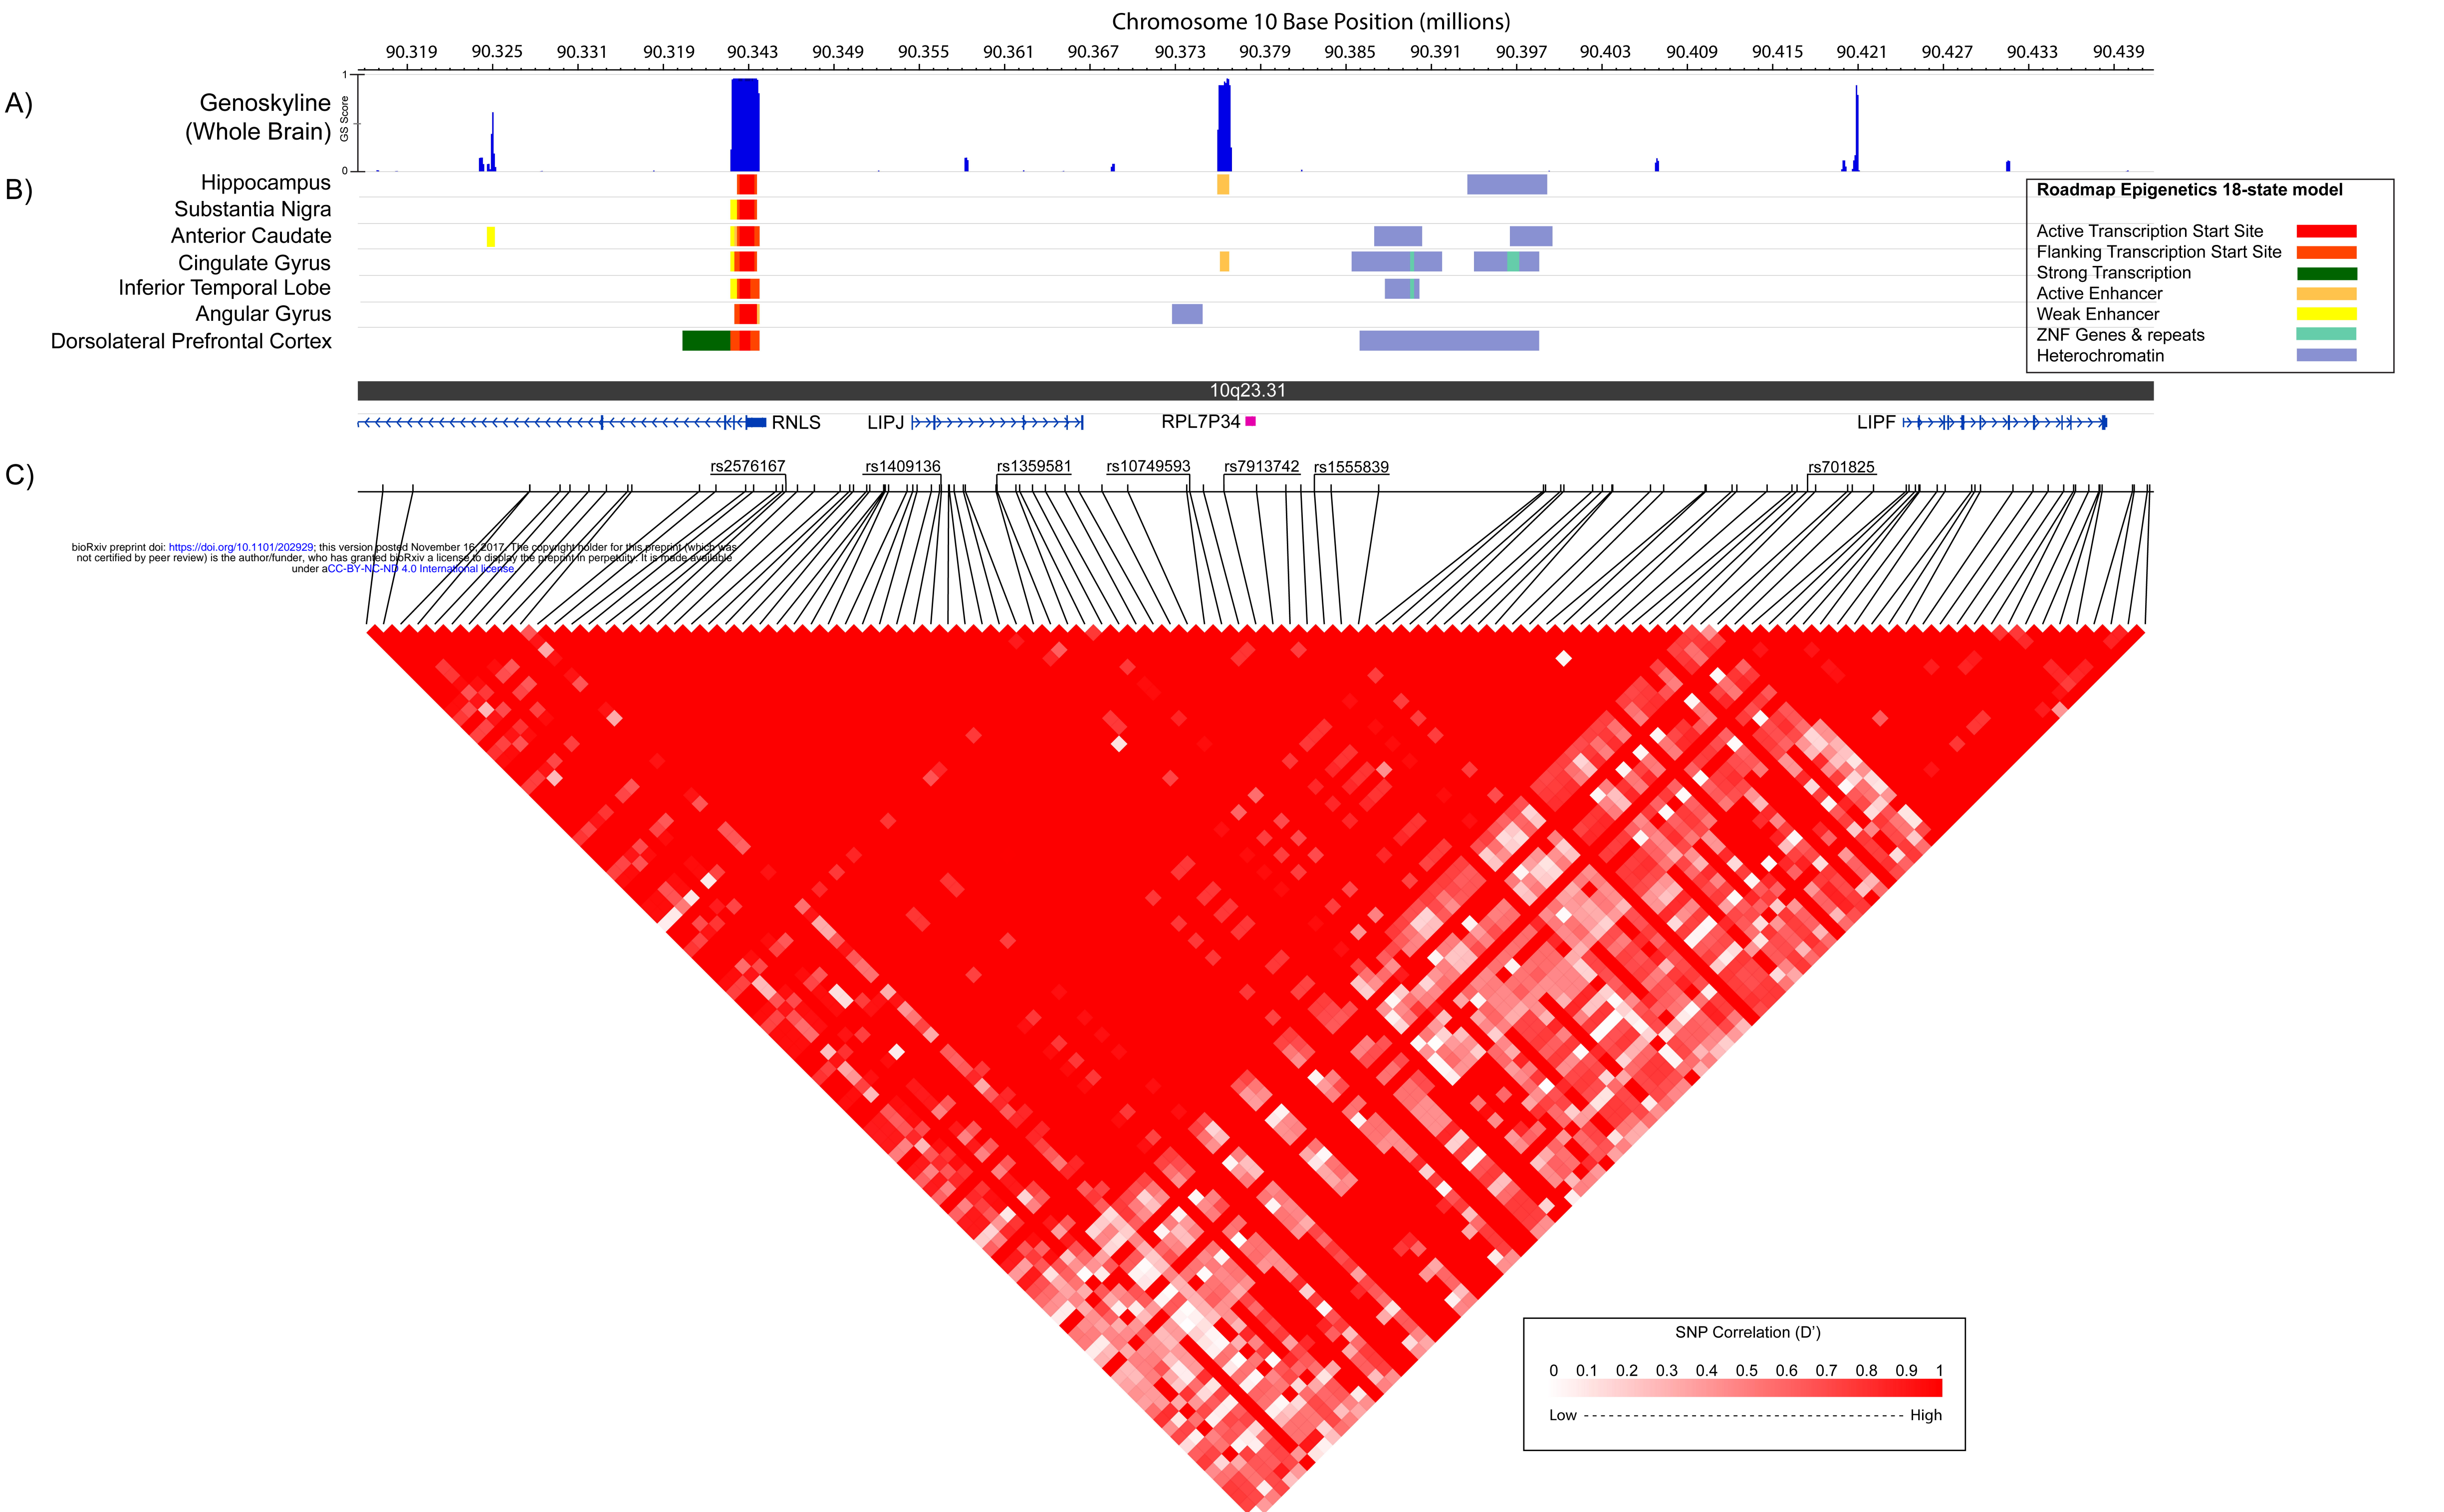 Chromosome 10 Base Position (millions)
90.319 90.325 90.331 90.319 90.343 90.349 90.355 90.361 90.367 90.373 90.379 90.385 90.391 90.397 90.403 90.409 90.415 90.421 90.427 90.433 90.439
A)
Genoskyline
(Whole Brain)
GS Score
1
0
B)
Hippocampus
Substantia Nigra
Anterior Caudate
Cingulate Gyrus
Inferior Temporal Lobe
Angular Gyrus
Dorsolateral Prefrontal Cortex
Roadmap Epigenetics 18-state model
Active Transcription Start Site
Flanking Transcription Start Site
Strong Transcription
Active Enhancer
Weak Enhancer
ZNF Genes & repeats
Heterochromatin
10q23.31
RNLS LIPJ RPL7P34 LIPF
C)
rs2576167 rs1409136 rs1359581 rs10749593 rs7913742 rs1555839 rs701825
bioRxiv preprint doi: https://doi.org/10.1101/202929; this version posted November 16, 2017. The copyright holder for this preprint (which was
not certified by peer review) is the author/funder, who has granted bioRxiv a license to display the preprint in perpetuity. It is made available
under aCC-BY-NC-ND 4.0 International license.
SNP Correlation (D’)
0 0.1 0.2 0.3 0.4 0.5 0.6 0.7 0.8 0.9 1
Low High